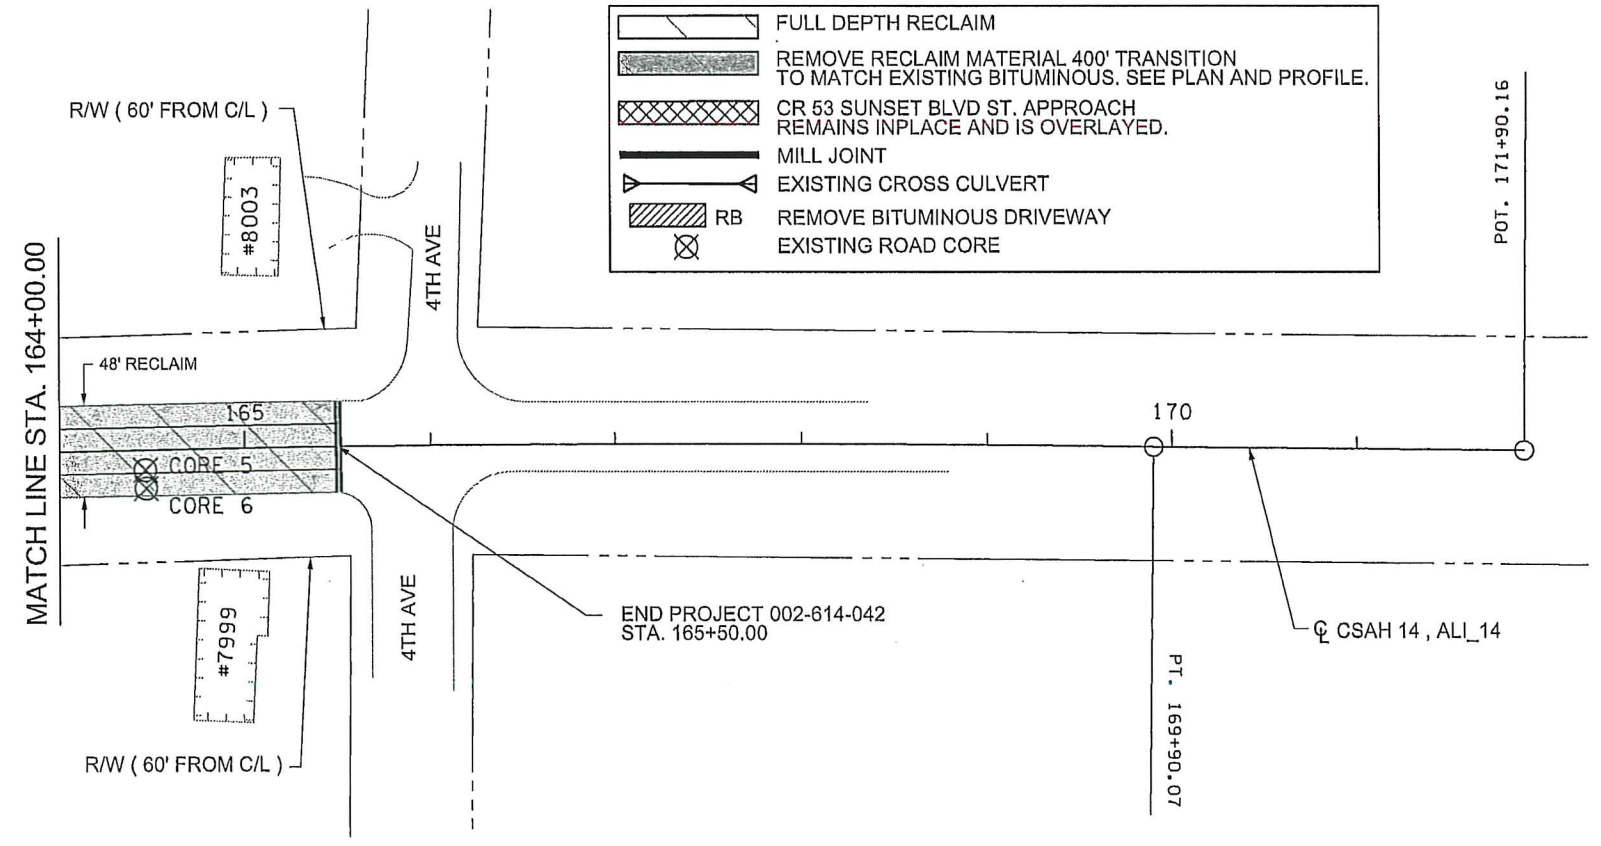 FULL DEPTH RECLAIM
REMOVE RECLAIM MATERIAL 400' TRANSITION
TO MATCH EXISTING BITUMINOUS. SEE PLAN AND PROFILE.
CR 53 SUNSET BLVD ST. APPROACH
REMAINS INPLACE AND IS OVERLAYED.
MILL JOINT
EXISTING CROSS CULVERT
RB REMOVE BITUMINOUS DRIVEWAY
EXISTING ROAD CORE
R/W ( 60' FROM C/L )
#8003
4TH AVE
POT. 171+90.16
MATCH LINE STA. 164+00.00
48' RECLAIM
165
170
CORE 5
CORE 6
#7999
4TH AVE
END PROJECT 002-614-042
STA. 165+50.00
℄ CSAH 14 , ALI_14
PT. 169+90.07
R/W ( 60' FROM C/L )